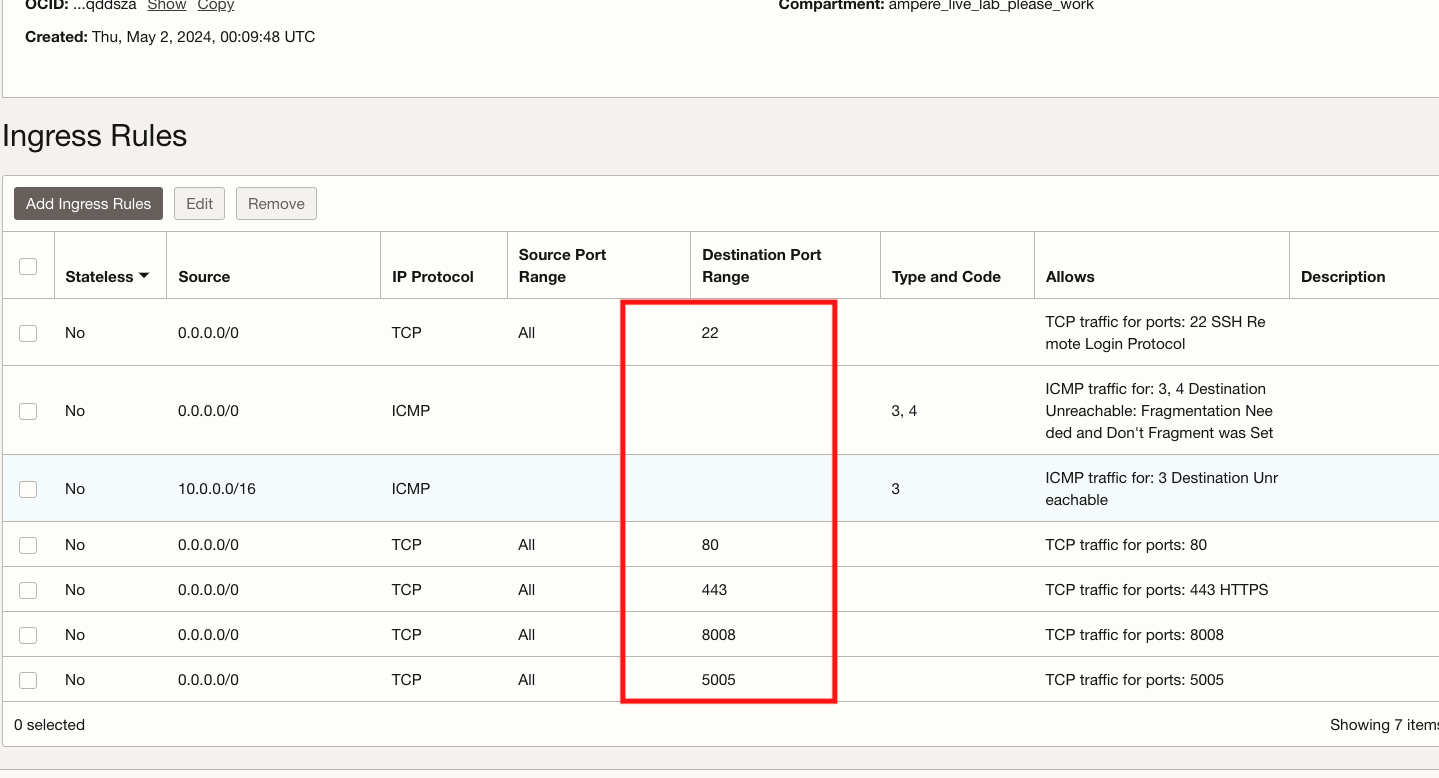 OCID: ...qddsza Show Copy Compartment: ampere_live_lab_please_work
Created: Thu, May 2, 2024, 00:09:48 UTC
Ingress Rules
Add Ingress Rules Edit Remove
Stateless Source IP Protocol Source Port Range Destination Port Range Type and Code Allows Description
No 0.0.0.0/0 TCP All 22 TCP traffic for ports: 22 SSH Re
mote Login Protocol
No 0.0.0.0/0 ICMP 3, 4 ICMP traffic for: 3, 4 Destination
Unreachable: Fragmentation Nee
ded and Don't Fragment was Set
No 10.0.0.0/16 ICMP 3 ICMP traffic for: 3 Destination Unr
eachable
No 0.0.0.0/0 TCP All 80 TCP traffic for ports: 80
No 0.0.0.0/0 TCP All 443 TCP traffic for ports: 443 HTTPS
No 0.0.0.0/0 TCP All 8008 TCP traffic for ports: 8008
No 0.0.0.0/0 TCP All 5005 TCP traffic for ports: 5005
0 selected Showing 7 items